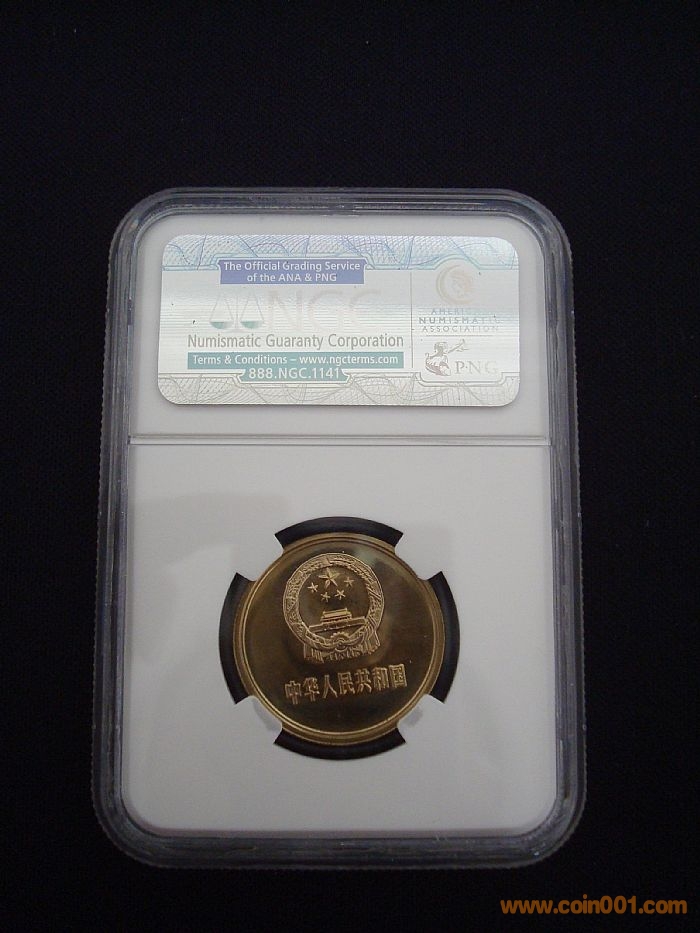 The Official Grading Service
of the ANA & PNG
NGC
Numismatic Guaranty Corporation
Terms & Conditions – www.ngcterms.com
888.NGC.1141
AMERICAN
NUMISMATIC
ASSOCIATION
PNG
中华人民共和国
www.coin001.com